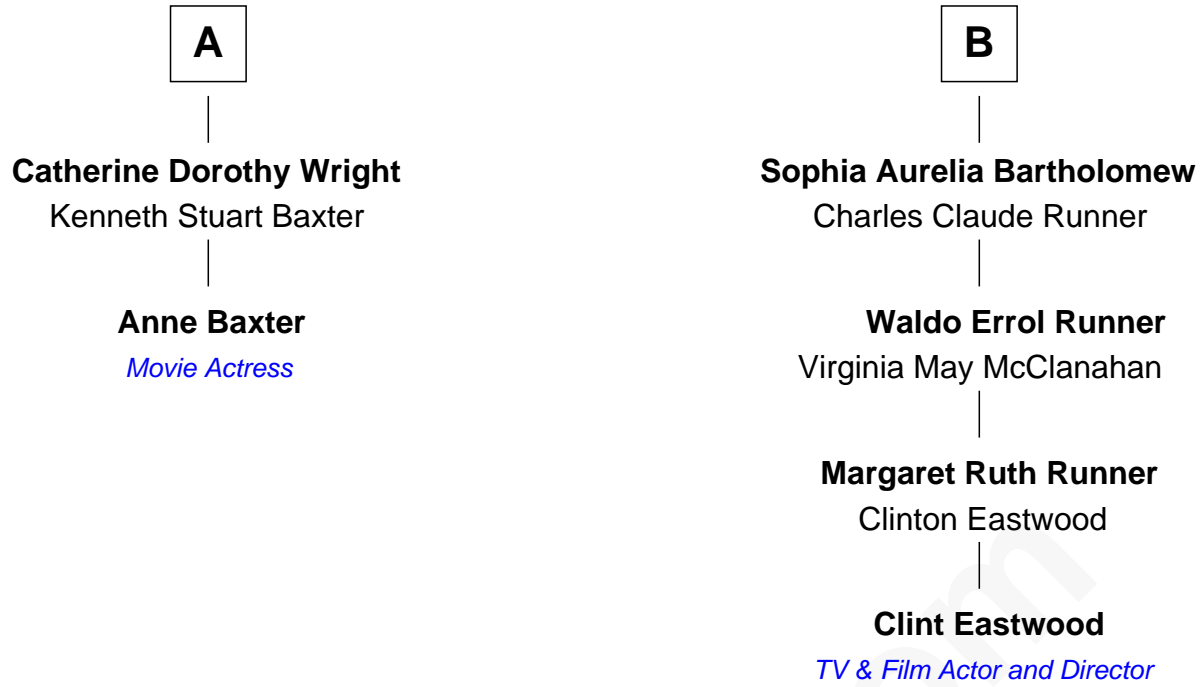 A
Catherine Dorothy Wright
Kenneth Stuart Baxter
Anne Baxter
Movie Actress
B
Sophia Aurelia Bartholomew
Charles Claude Runner
Waldo Errol Runner
Virginia May McClanahan
Margaret Ruth Runner
Clinton Eastwood
Clint Eastwood
TV & Film Actor and Director